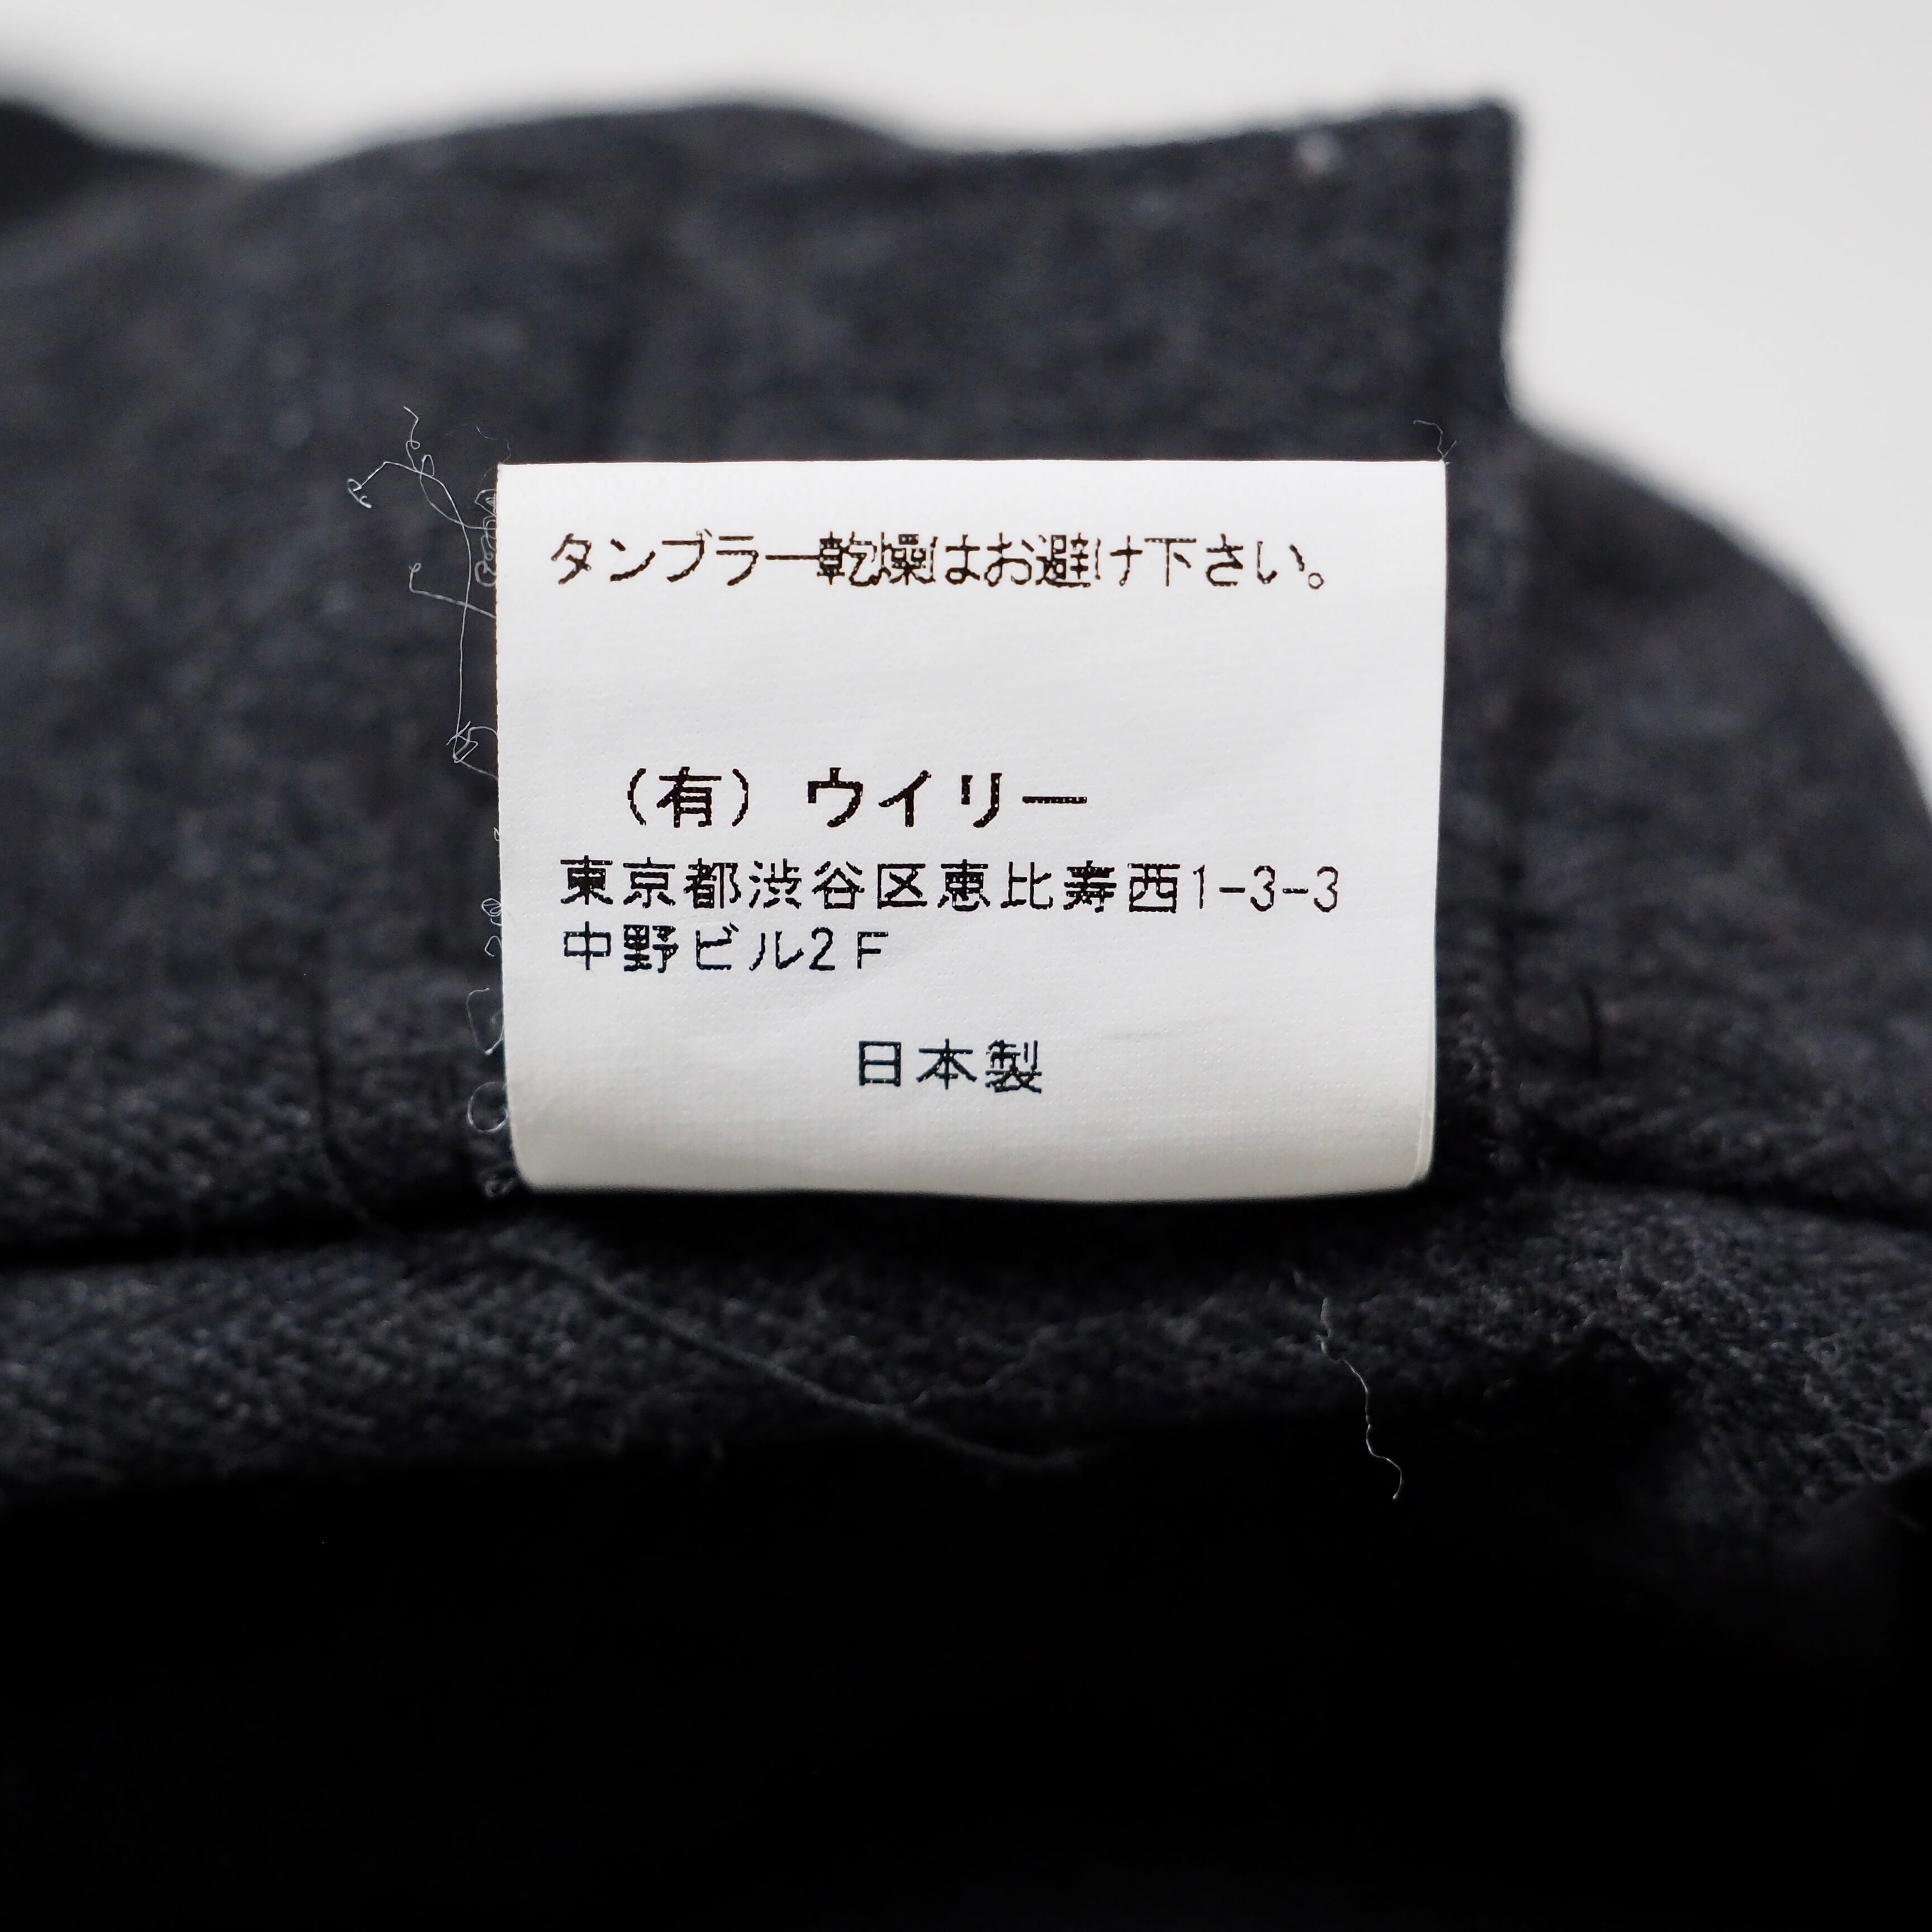 タンブラー乾燥はお避け下さい。
（有）ウイリー
東京都渋谷区恵比寿西1-3-3
中野ビル2F
日本製